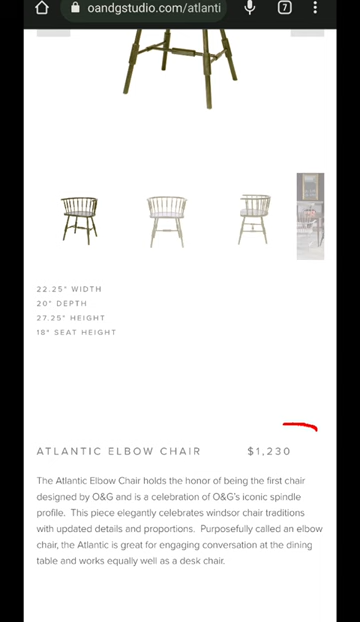 oandgstudio.com/atlanti
7
22.25" WIDTH
20" DEPTH
27.25" HEIGHT
18" SEAT HEIGHT
ATLANTIC ELBOW CHAIR $1,230
The Atlantic Elbow Chair holds the honor of being the first chair
designed by O&G and is a celebration of O&G's iconic spindle
profile. This piece elegantly celebrates windsor chair traditions
with updated details and proportions. Purposefully called an elbow
chair, the Atlantic is great for engaging conversation at the dining
table and works equally well as a desk chair.